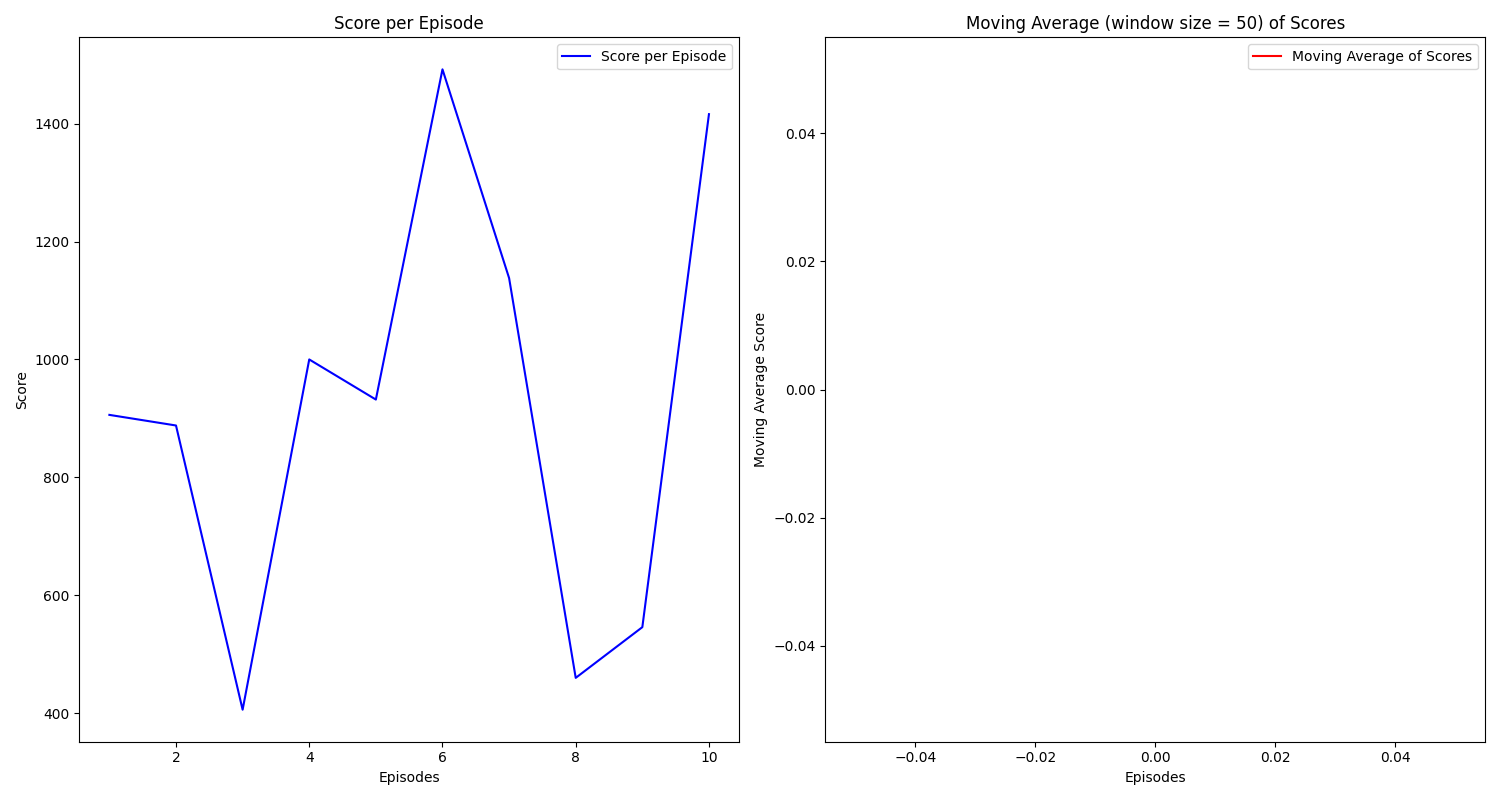 Score per Episode
Score per Episode
1400
1200
1000
800
600
400
Score
2 4 6 8 10
Episodes
Moving Average (window size = 50) of Scores
Moving Average of Scores
0.04
0.02
0.00
−0.02
−0.04
Moving Average Score
−0.04 −0.02 0.00 0.02 0.04
Episodes